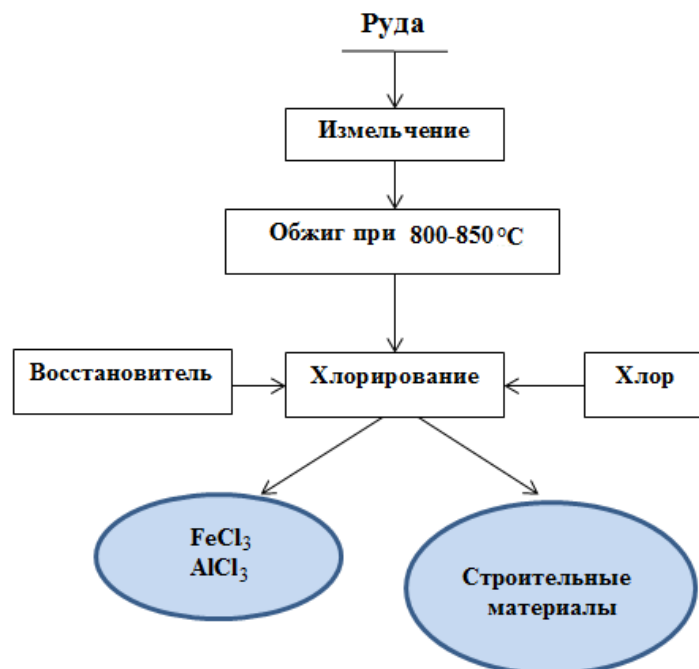 Руда
Измельчение
Обжиг при 800-850°C
Восстановитель
Хлорирование
Хлор
FeCl₃
AlCl₃
Строительные
материалы